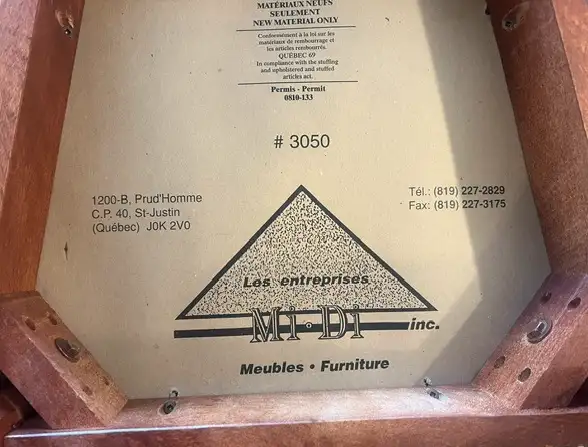 MATÉRIAUX NEUFS
SEULEMENT
NEW MATERIAL ONLY
Conformément à la loi sur les
matériaux de rembourrage et
les articles rembourrés.
QUÉBEC 69
In compliance with the stuffing
and upholstered and stuffed
articles act.
Permis - Permit
0810-133
# 3050
1200-B, Prud'Homme
C.P. 40, St-Justin
(Québec) J0K 2V0
Tél.: (819) 227-2829
Fax: (819) 227-3175
Les entreprises
Mi•Di inc.
Meubles • Furniture